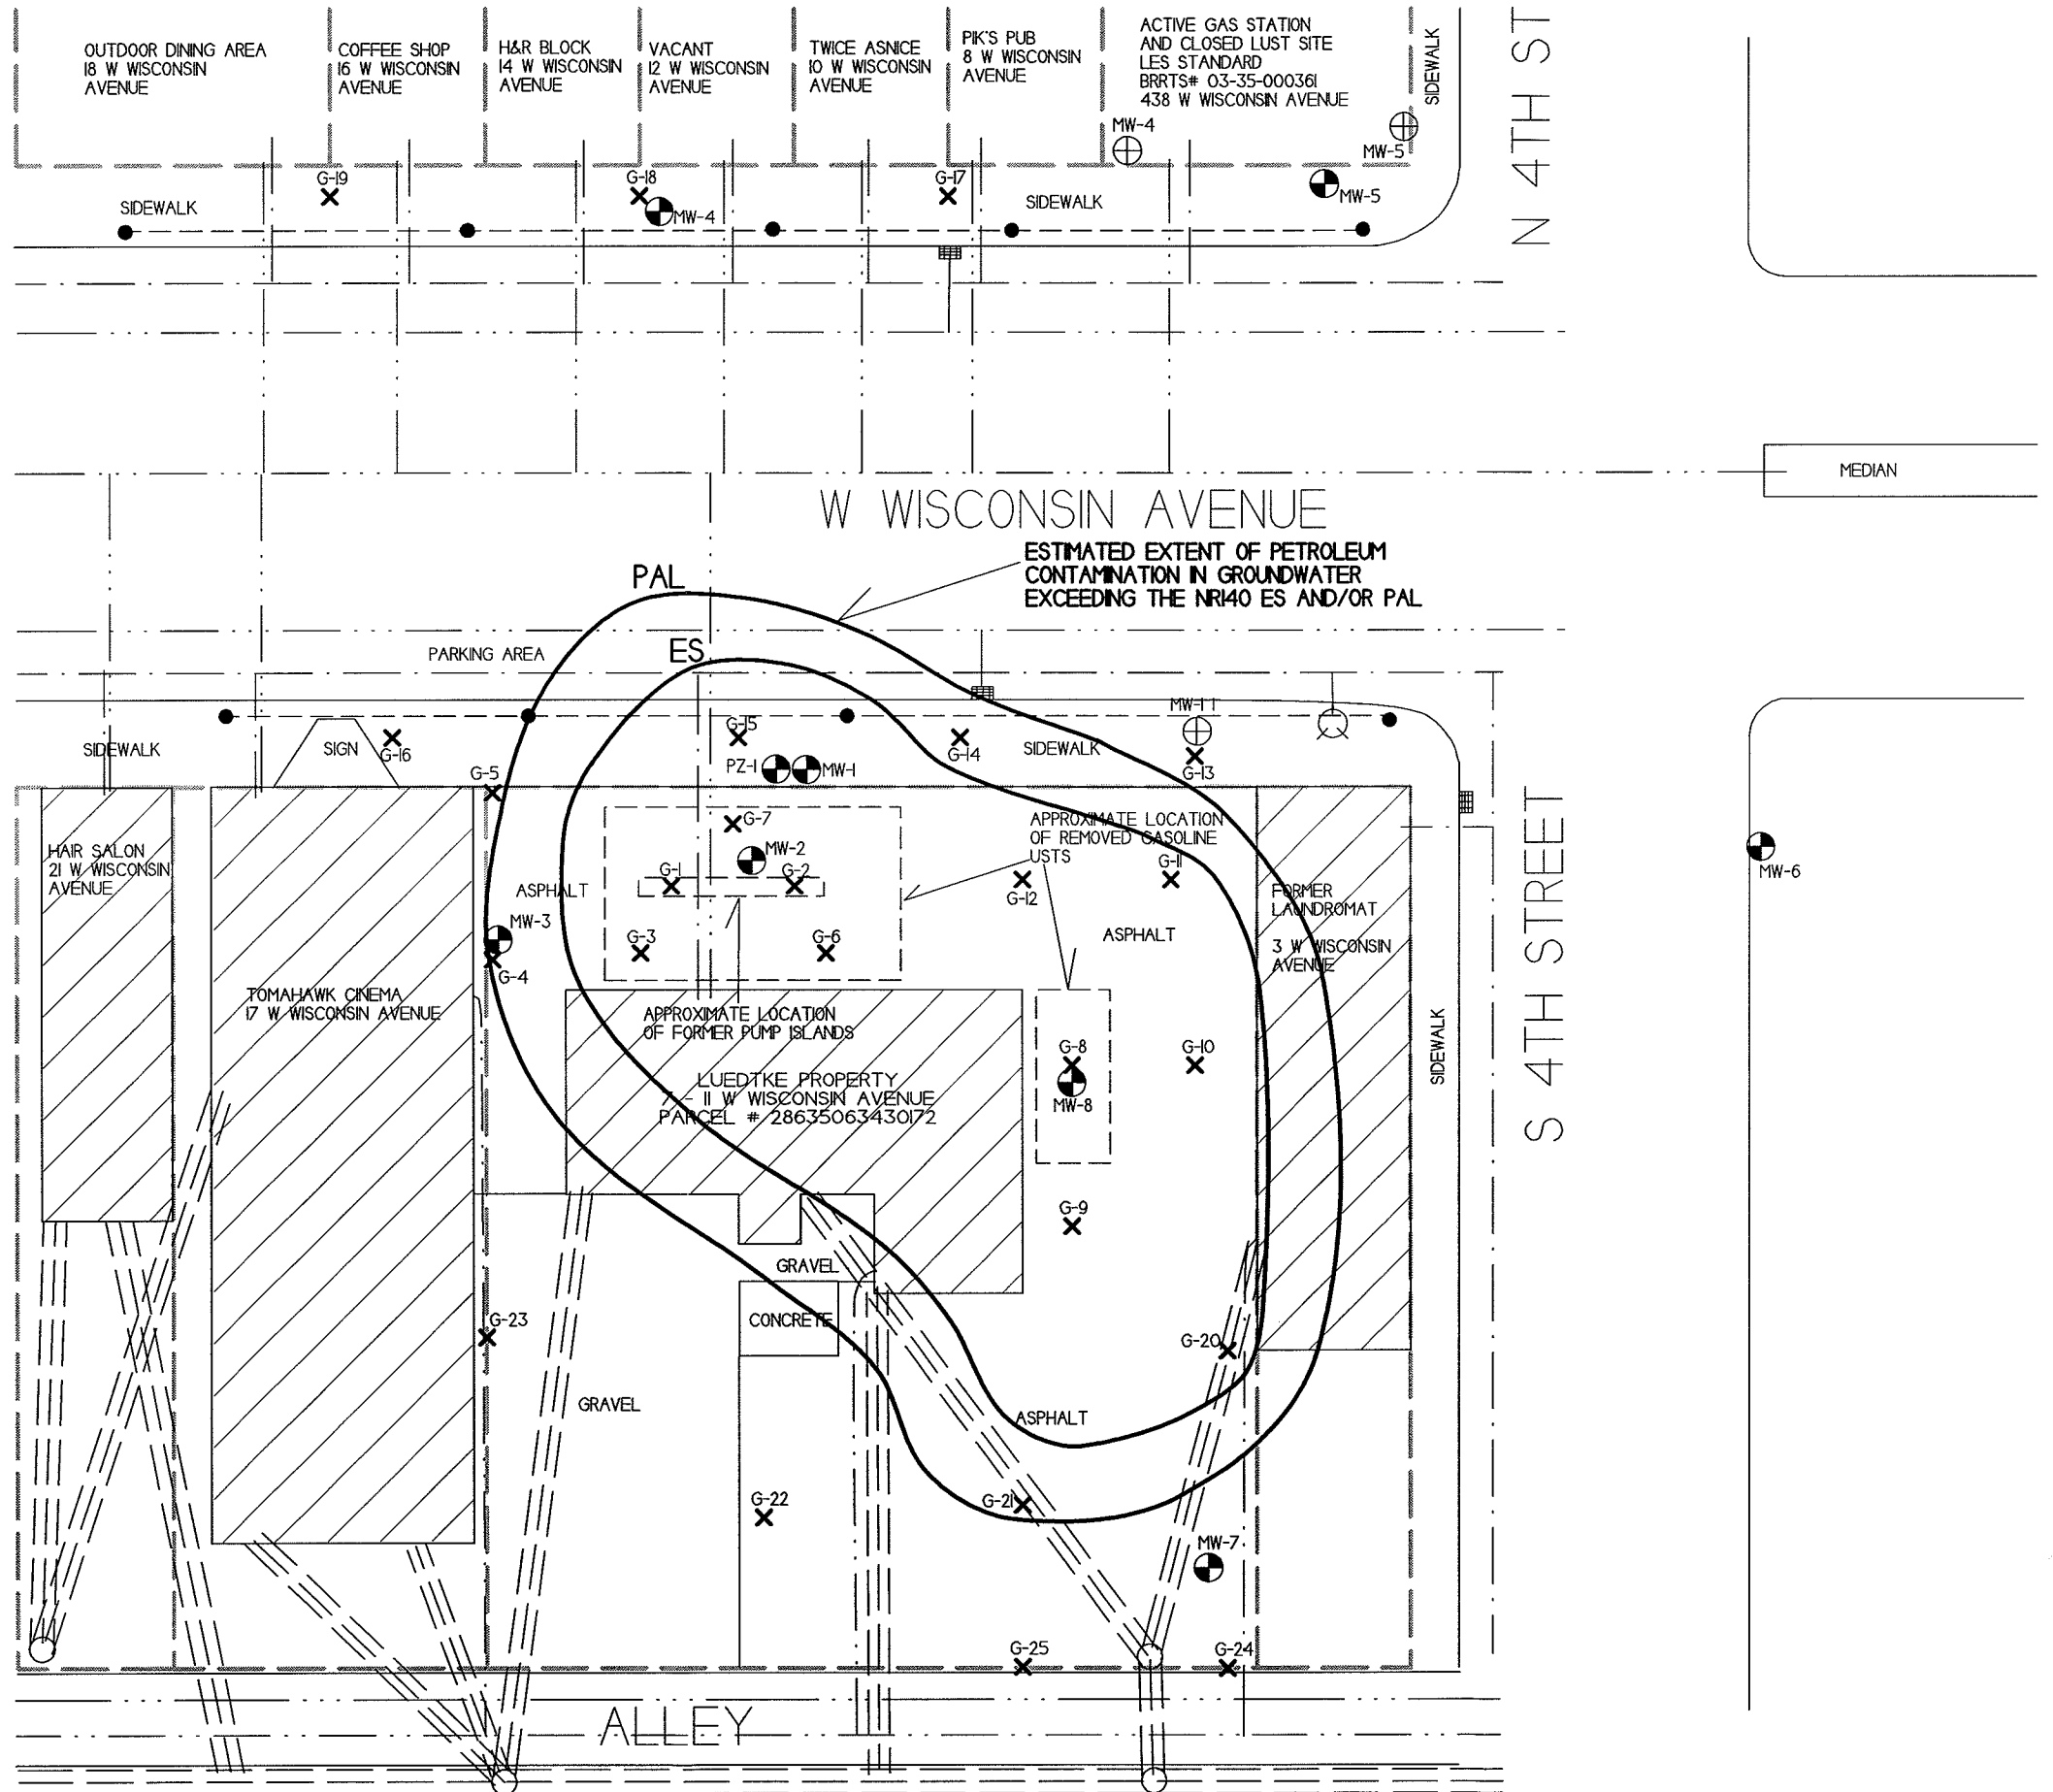 OUTDOOR DINING AREA
18 W WISCONSIN
AVENUE
COFFEE SHOP
16 W WISCONSIN
AVENUE
H&R BLOCK
14 W WISCONSIN
AVENUE
VACANT
12 W WISCONSIN
AVENUE
TWICE ASNICE
10 W WISCONSIN
AVENUE
PIK'S PUB
8 W WISCONSIN
AVENUE
ACTIVE GAS STATION
AND CLOSED LUST SITE
LES STANDARD
BRRTS# 03-35-000361
438 W WISCONSIN AVENUE
SIDEWALK
N 4TH ST
MW-4
MW-5
G-19
G-18
G-17
MW-4
MW-5
SIDEWALK
SIDEWALK
MEDIAN
W WISCONSIN AVENUE
ESTIMATED EXTENT OF PETROLEUM
CONTAMINATION IN GROUNDWATER
EXCEEDING THE NR140 ES AND/OR PAL
PAL
ES
PARKING AREA
SIDEWALK
SIGN
G-16
G-15
G-14
SIDEWALK
MW-1
G-13
G-5
PZ-1
MW-1
G-7
MW-2
G-1
G-2
G-3
G-6
ASPHALT
MW-3
G-4
APPROXIMATE LOCATION
OF REMOVED GASOLINE
USTS
G-11
G-12
ASPHALT
HAIR SALON
21 W WISCONSIN
AVENUE
TOMAHAWK CINEMA
17 W WISCONSIN AVENUE
FORMER
LAUNDROMAT
3 W WISCONSIN
AVENUE
MW-6
S 4TH STREET
SIDEWALK
APPROXIMATE LOCATION
OF FORMER PUMP ISLANDS
LUEDTKE PROPERTY
7 - 11 W WISCONSIN AVENUE
PARCEL # 28635063430172
G-8
MW-8
G-10
G-9
GRAVEL
CONCRETE
G-23
GRAVEL
G-20
ASPHALT
G-22
G-21
MW-7
G-25
G-24
ALLEY